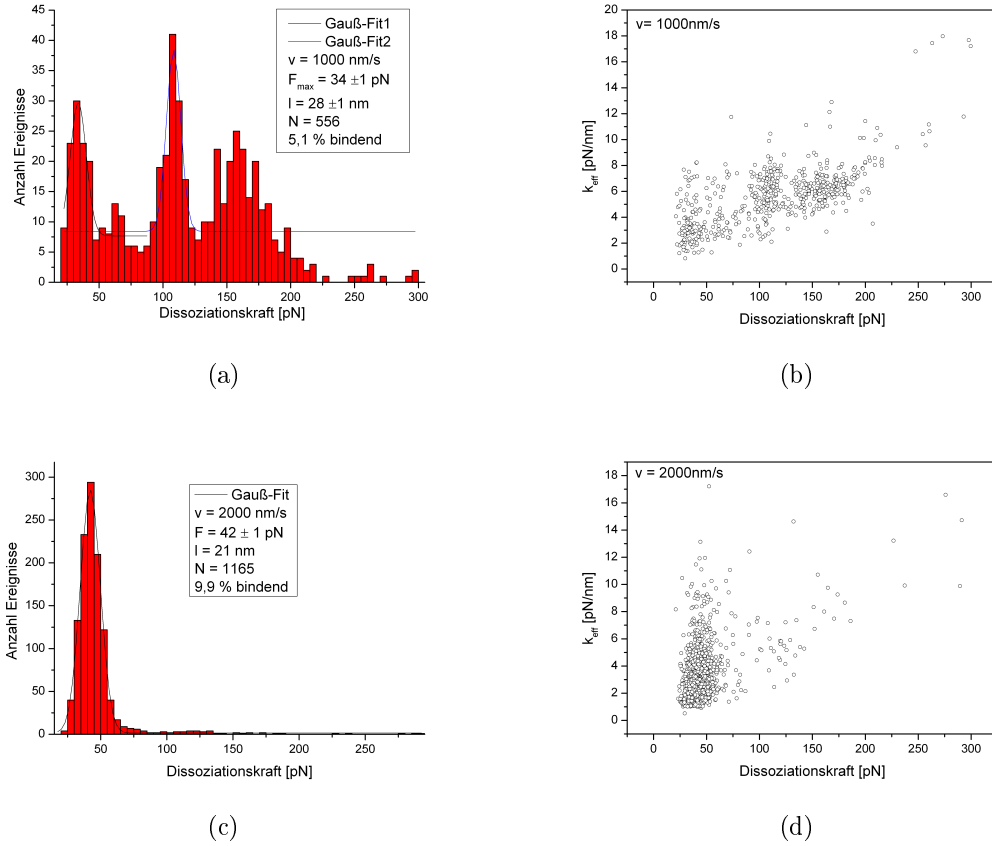 Gauß-Fit1
Gauß-Fit2
v = 1000 nm/s
Fmax = 34 ±1 pN
l = 28 ±1 nm
N = 556
5,1 % bindend
Anzahl Ereignisse
45
40
35
30
25
20
15
10
5
0
50 100 150 200 250 300
Dissoziationskraft [pN]
(a)
v= 1000nm/s
keff [pN/nm]
18
16
14
12
10
8
6
4
2
0
0 50 100 150 200 250 300
Dissoziationskraft [pN]
(b)
Gauß-Fit
v = 2000 nm/s
F = 42 ± 1 pN
l = 21 nm
N = 1165
9,9 % bindend
Anzahl Ereignisse
300
250
200
150
100
50
0
50 100 150 200 250
Dissoziationskraft [pN]
(c)
v = 2000nm/s
keff [pN/nm]
18
16
14
12
10
8
6
4
2
0
0 50 100 150 200 250 300
Dissoziationskraft [pN]
(d)